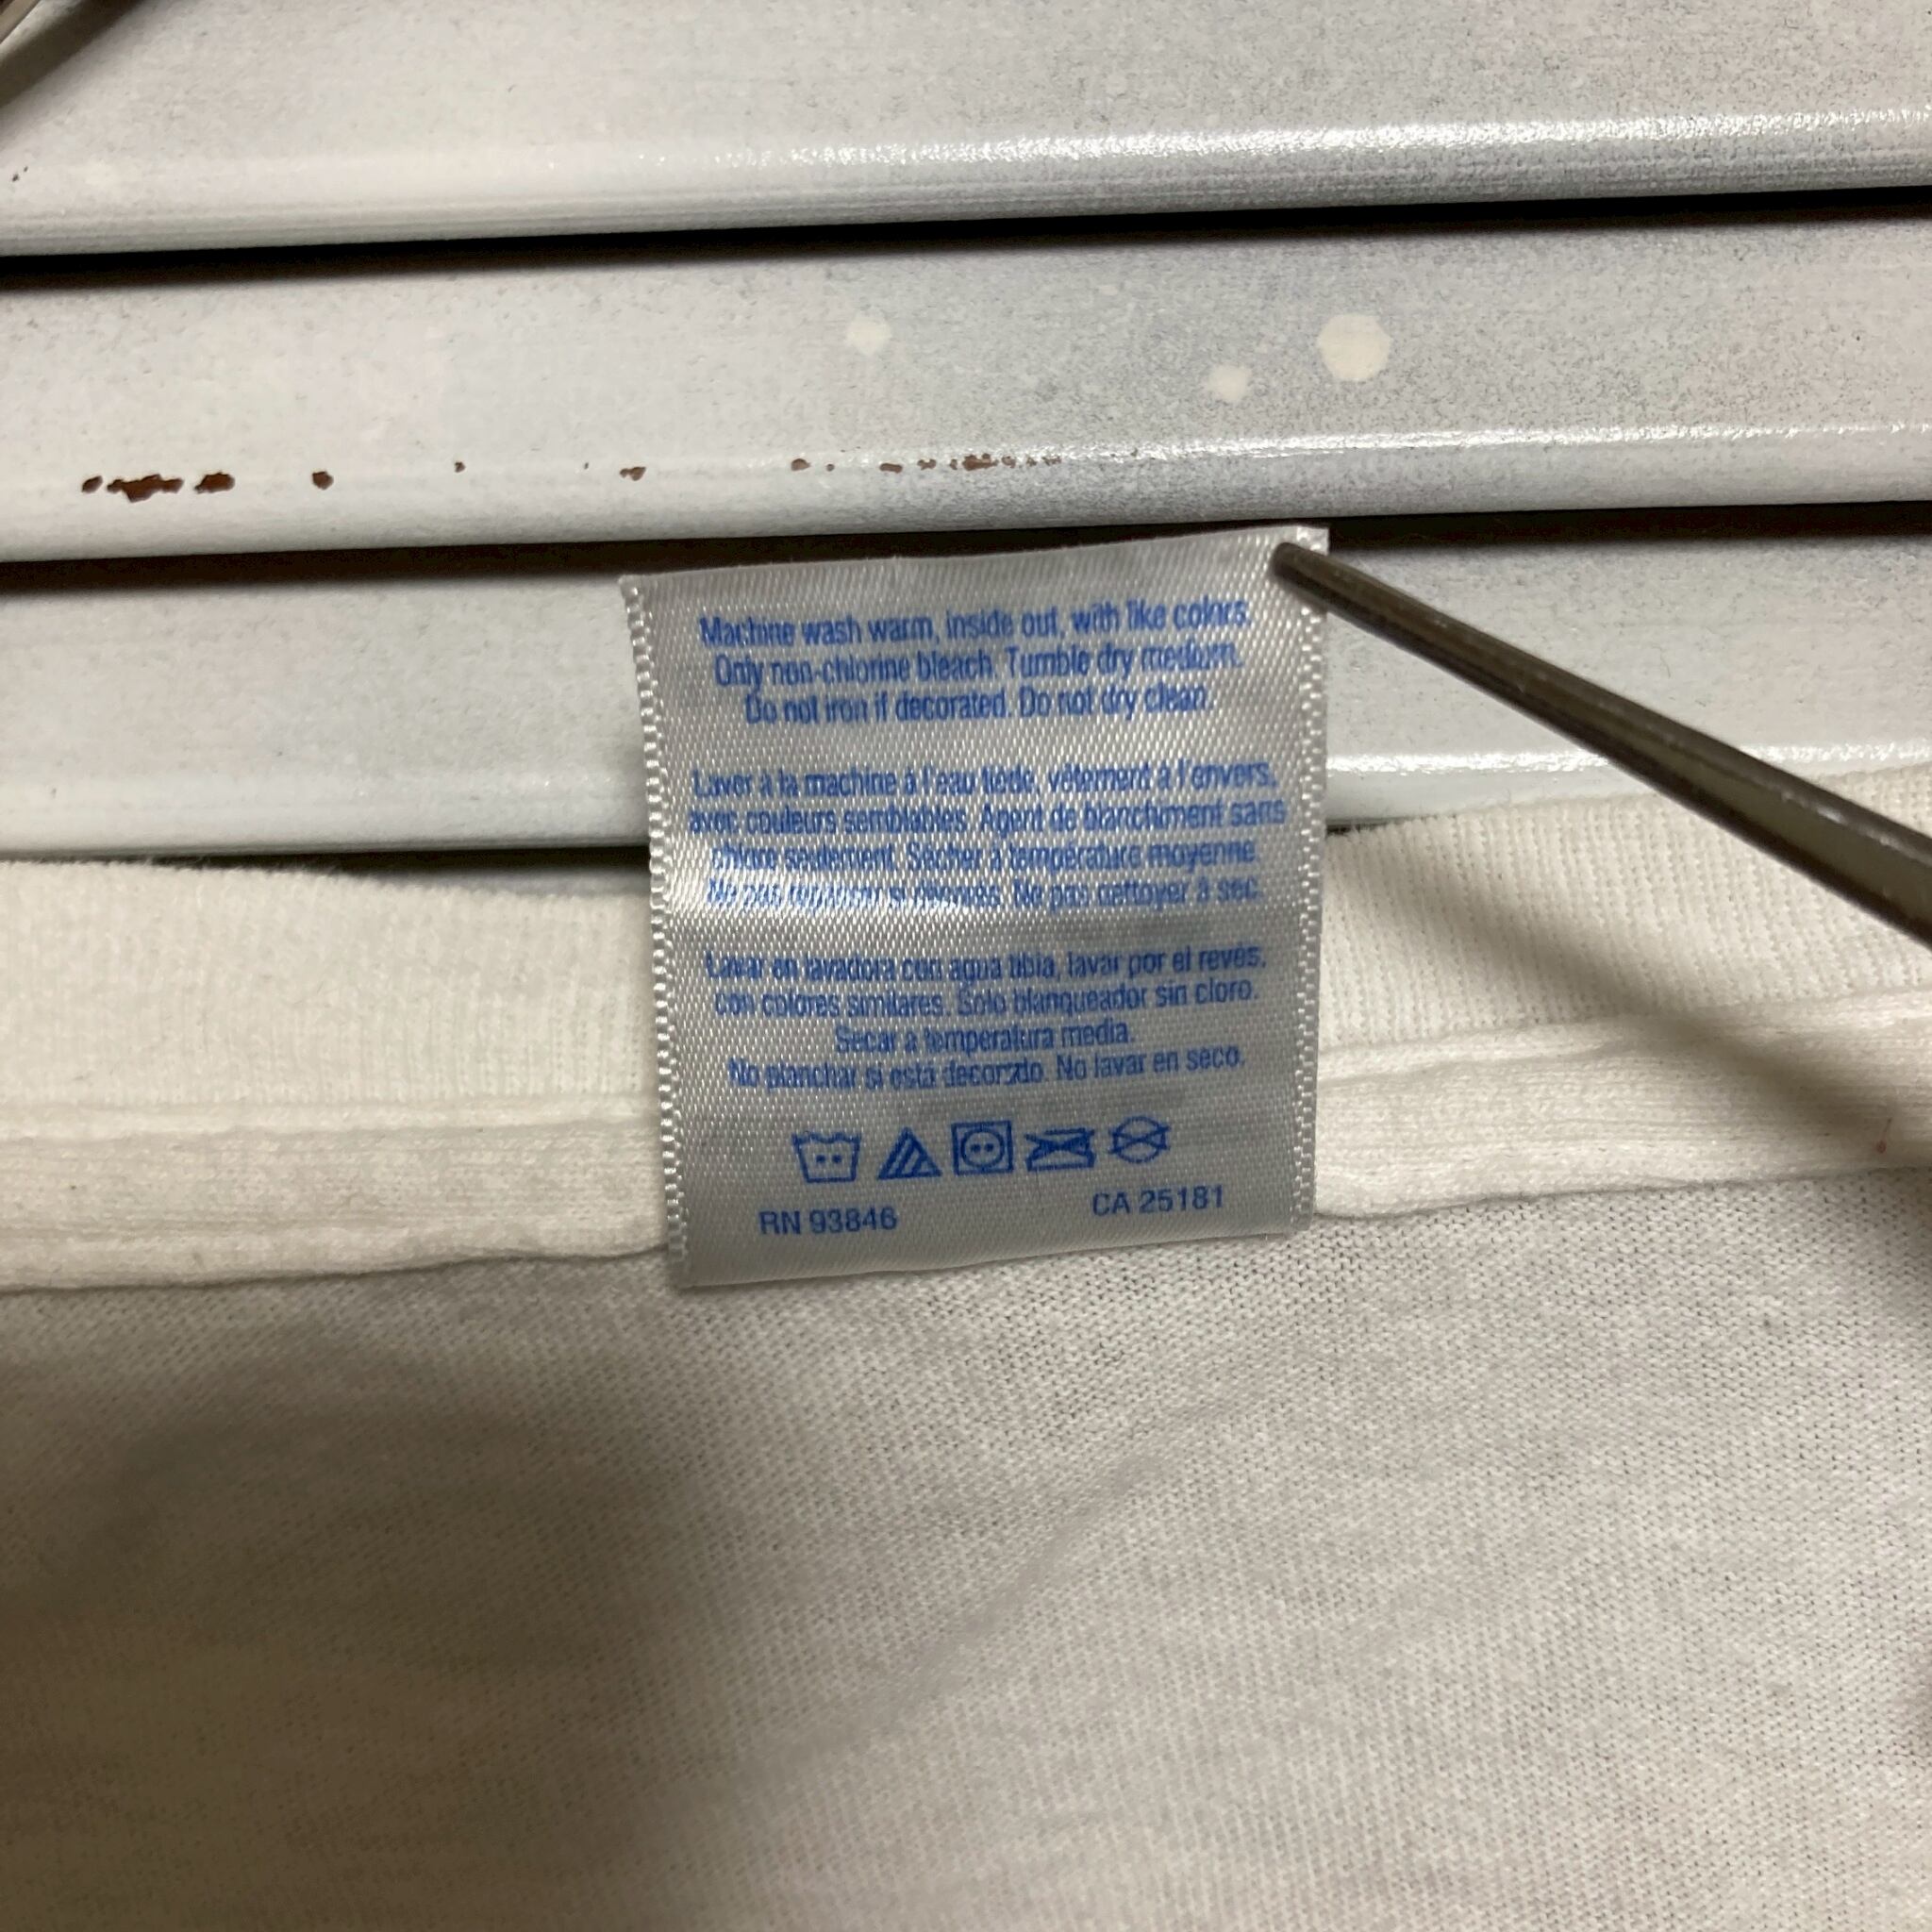 Machine wash warm, inside out, with like colors.
Only non-chlorine bleach. Tumble dry medium.
Do not iron if decorated. Do not dry clean.
Laver à la machine à l'eau tiède, vêtement à l'envers,
avec couleurs semblables. Agent de blanchiment sans
chlore seulement. Sécher à température moyenne.
Ne pas repasser si décorés. Ne pas nettoyer à sec.
Lavar en lavadora con agua tibia, lavar por el revés,
con colores similares. Solo blanqueador sin cloro.
Secar a temperatura media.
No planchar si está decorado. No lavar en seco.
RN 93846 CA 25181